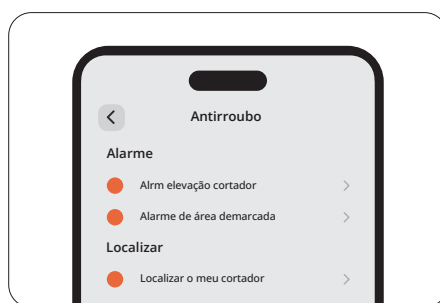 Antirroubo
Alarme
Alrm elevação cortador
Alarme de área demarcada
Localizar
Localizar o meu cortador